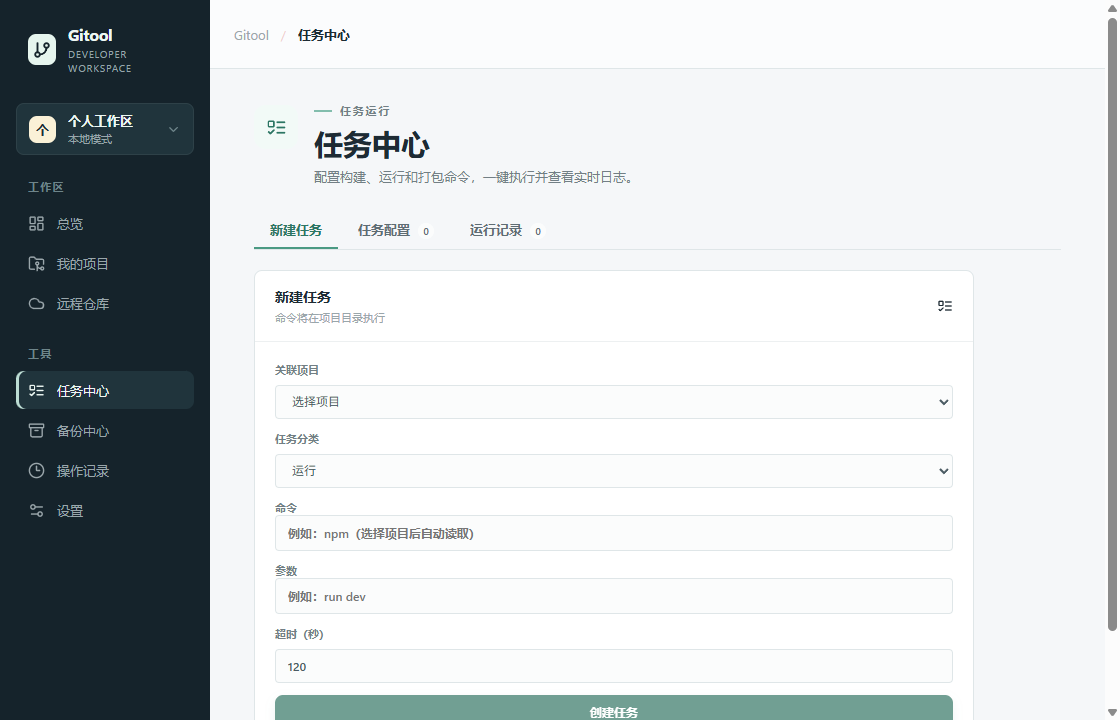 Gitool
DEVELOPER
WORKSPACE
个
个人工作区
本地模式
工作区
总览
我的项目
远程仓库
工具
任务中心
备份中心
操作记录
设置
Gitool / 任务中心
任务运行
任务中心
配置构建、运行和打包命令，一键执行并查看实时日志。
新建任务 任务配置 0 运行记录 0
新建任务
命令将在项目目录执行
关联项目
选择项目
任务分类
运行
命令
例如：npm（选择项目后自动读取）
参数
例如：run dev
超时（秒）
120
创建任务